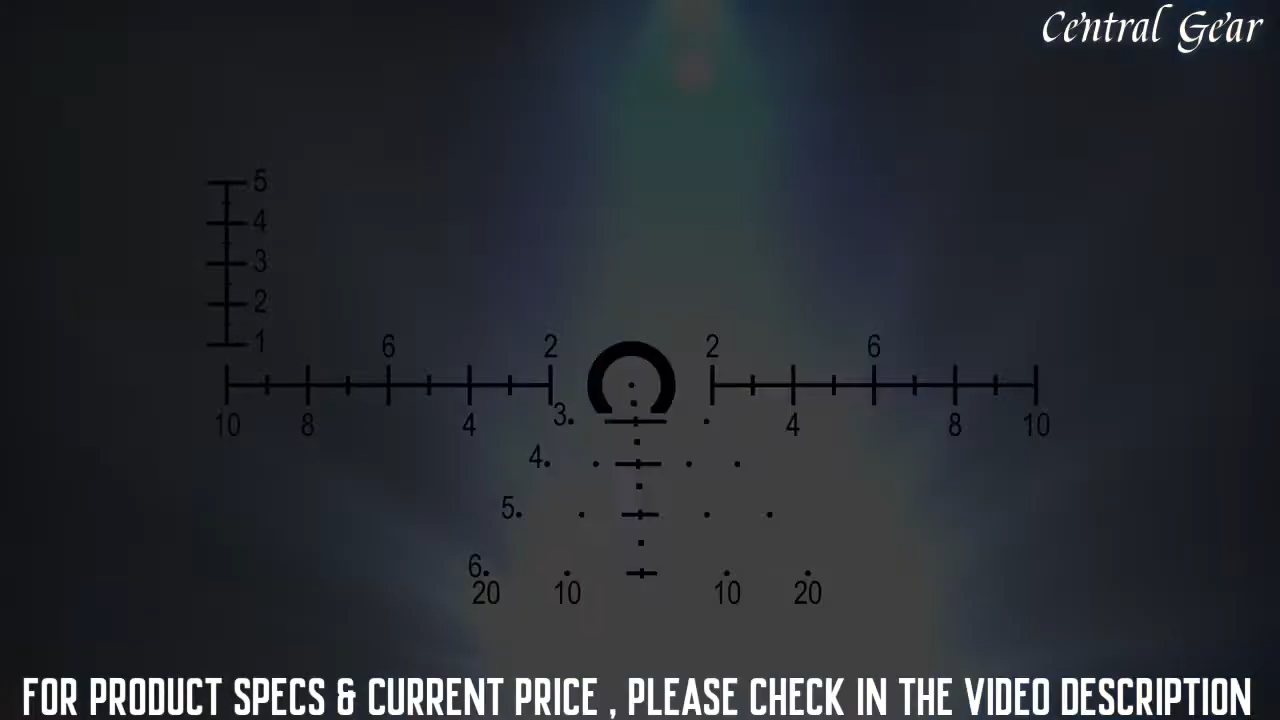 Central Gear
5
4
3
2
1
6 2 2 6
10 8 4 4 8 10
3.
4.
5.
6.
20 10 10 20
FOR PRODUCT SPECS & CURRENT PRICE , PLEASE CHECK IN THE VIDEO DESCRIPTION